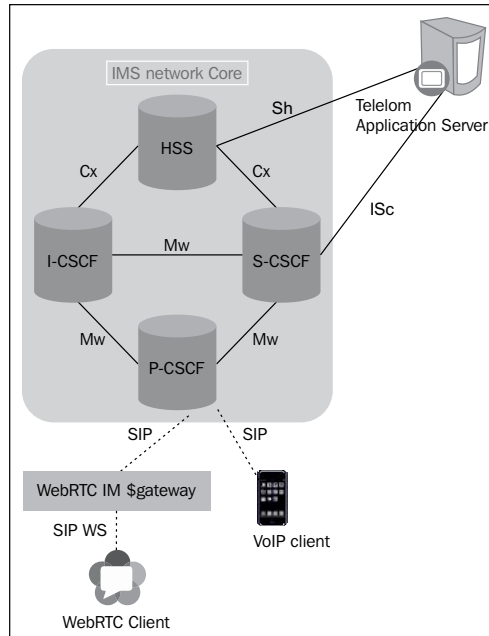 IMS network Core
Sh
Telelom
Application Server
HSS
Cx
Cx
ISc
I-CSCF
Mw
S-CSCF
Mw
Mw
P-CSCF
SIP
SIP
WebRTC IM $gateway
SIP WS
VoIP client
WebRTC Client